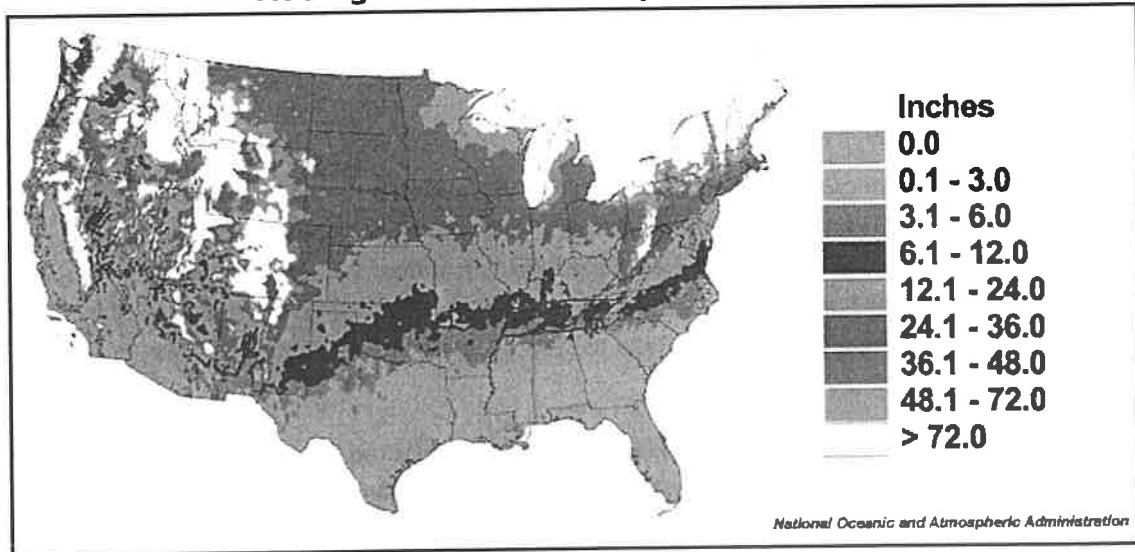 Inches
0.0
0.1 - 3.0
3.1 - 6.0
6.1 - 12.0
12.1 - 24.0
24.1 - 36.0
36.1 - 48.0
48.1 - 72.0
> 72.0
National Oceanic and Atmospheric Administration